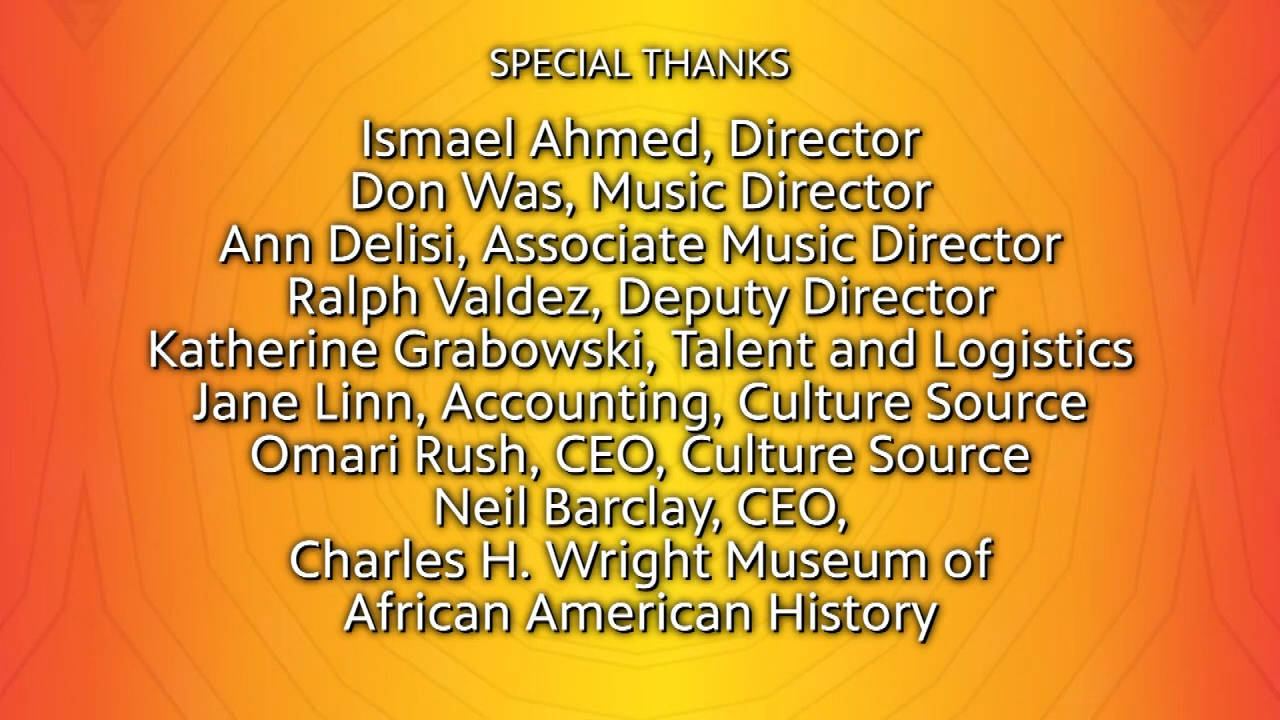 SPECIAL THANKS
Ismael Ahmed, Director
Don Was, Music Director
Ann Delisi, Associate Music Director
Ralph Valdez, Deputy Director
Katherine Grabowski, Talent and Logistics
Jane Linn, Accounting, Culture Source
Omari Rush, CEO, Culture Source
Neil Barclay, CEO,
Charles H. Wright Museum of
African American History